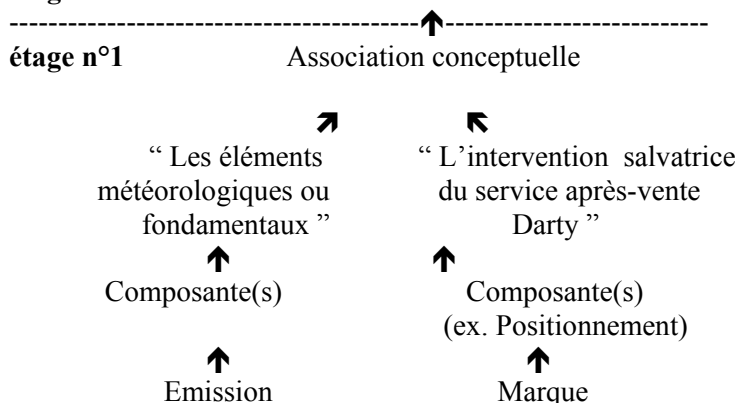 étage n°1 Association conceptuelle
“ Les éléments “ L’intervention salvatrice
météorologiques ou du service après-vente
fondamentaux ” Darty ”
Composante(s) Composante(s)
(ex. Positionnement)
Emission Marque